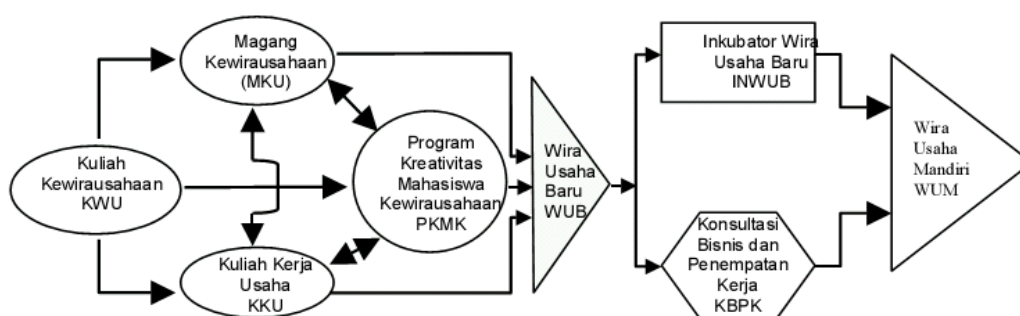 Magang
Kewirausahaan
(MKU)
Kuliah
Kewirausahaan
KWU
Program
Kreativitas
Mahasiswa
Kewirausahaan
PKMK
Kuliah Kerja
Usaha
KKU
Wira
Usaha
Baru
WUB
Inkubator Wira
Usaha Baru
INWUB
Konsultasi
Bisnis dan
Penempatan
Kerja
KBPK
Wira
Usaha
Mandiri
WUM